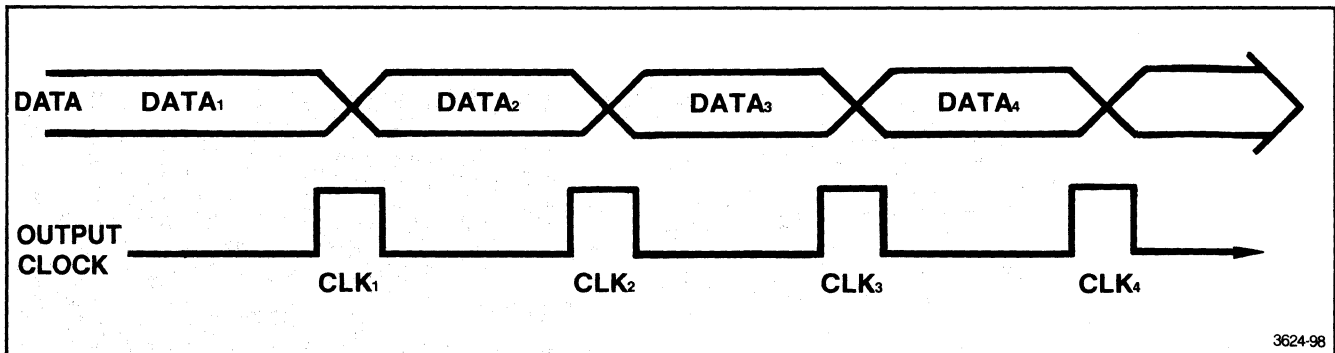 DATA DATA₁ DATA₂ DATA₃ DATA₄
OUTPUT
CLOCK
CLK₁ CLK₂ CLK₃ CLK₄
3624-98